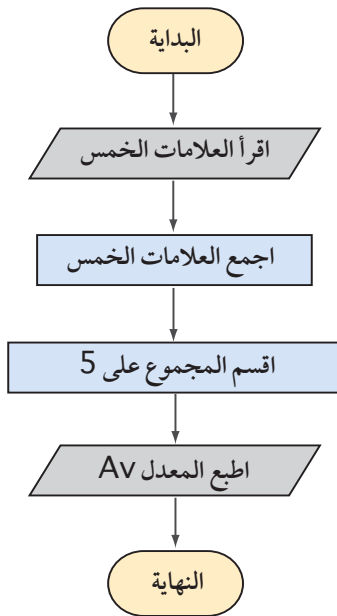 البداية
اقرأ العلامات الخمس
اجمع العلامات الخمس
اقسم المجموع على 5
اطبع المعدل Av
النهاية